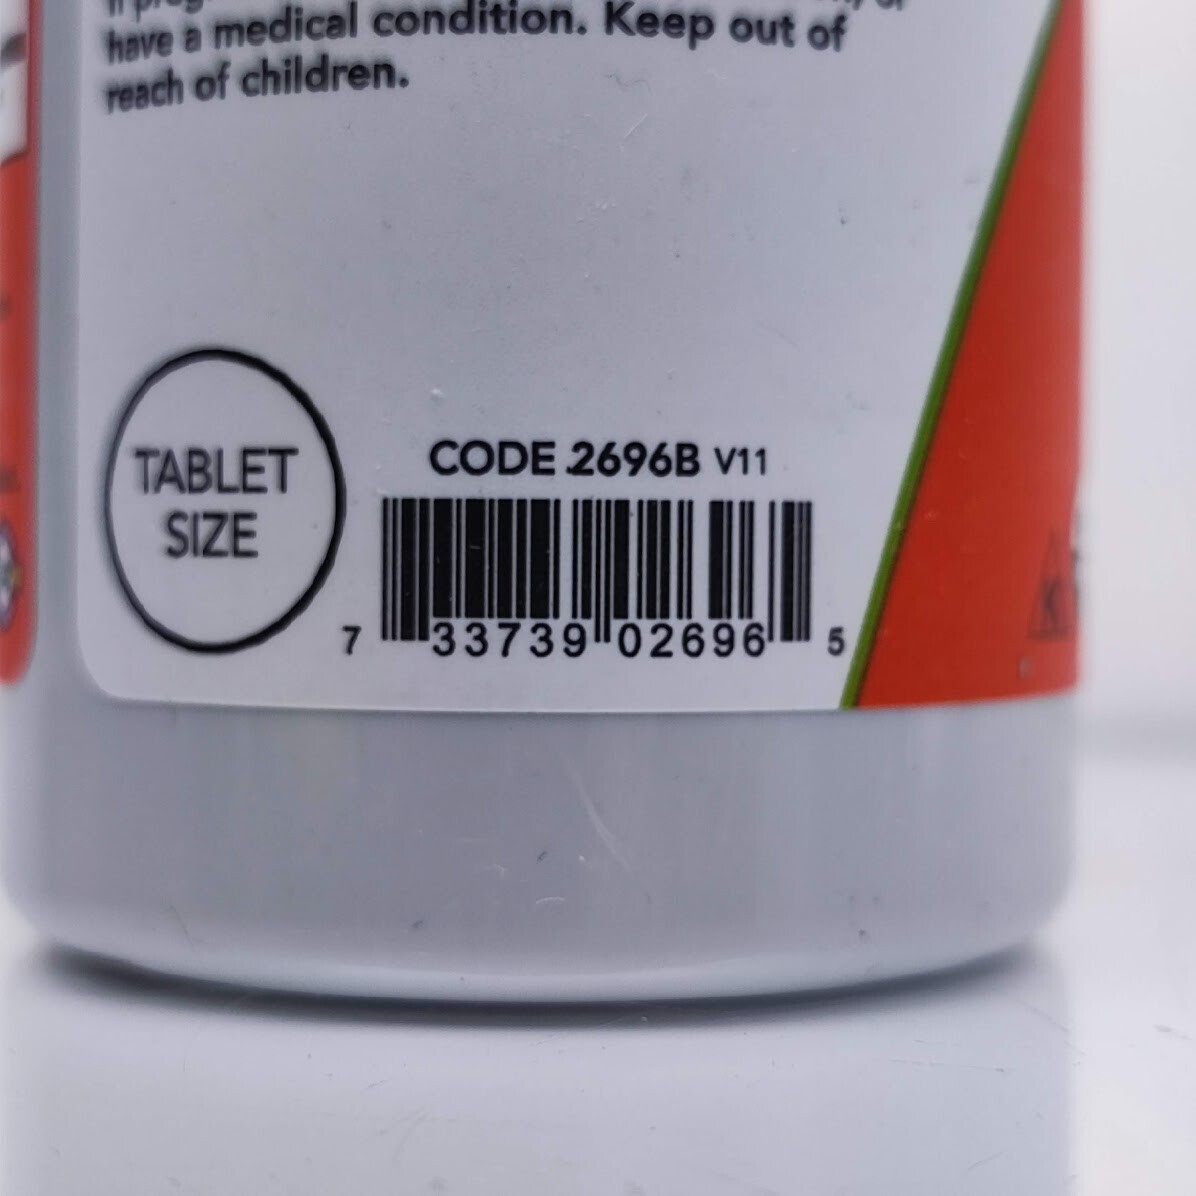 have a medical condition. Keep out of
reach of children.
TABLET
SIZE
CODE 2696B V11
7 33739 02696 5